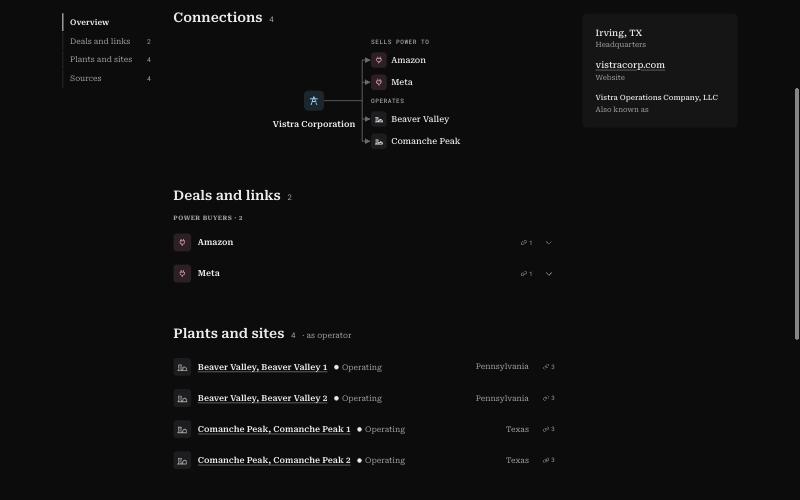 Overview
Deals and links 2
Plants and sites 4
Sources 4
Connections 4
SELLS POWER TO
Amazon
Meta
OPERATES
Beaver Valley
Comanche Peak
Vistra Corporation
Deals and links 2
POWER BUYERS · 2
Amazon 1
Meta 1
Plants and sites 4 · as operator
Beaver Valley, Beaver Valley 1 Operating Pennsylvania 3
Beaver Valley, Beaver Valley 2 Operating Pennsylvania 3
Comanche Peak, Comanche Peak 1 Operating Texas 3
Comanche Peak, Comanche Peak 2 Operating Texas 3
Irving, TX
Headquarters
vistracorp.com
Website
Vistra Operations Company, LLC
Also known as